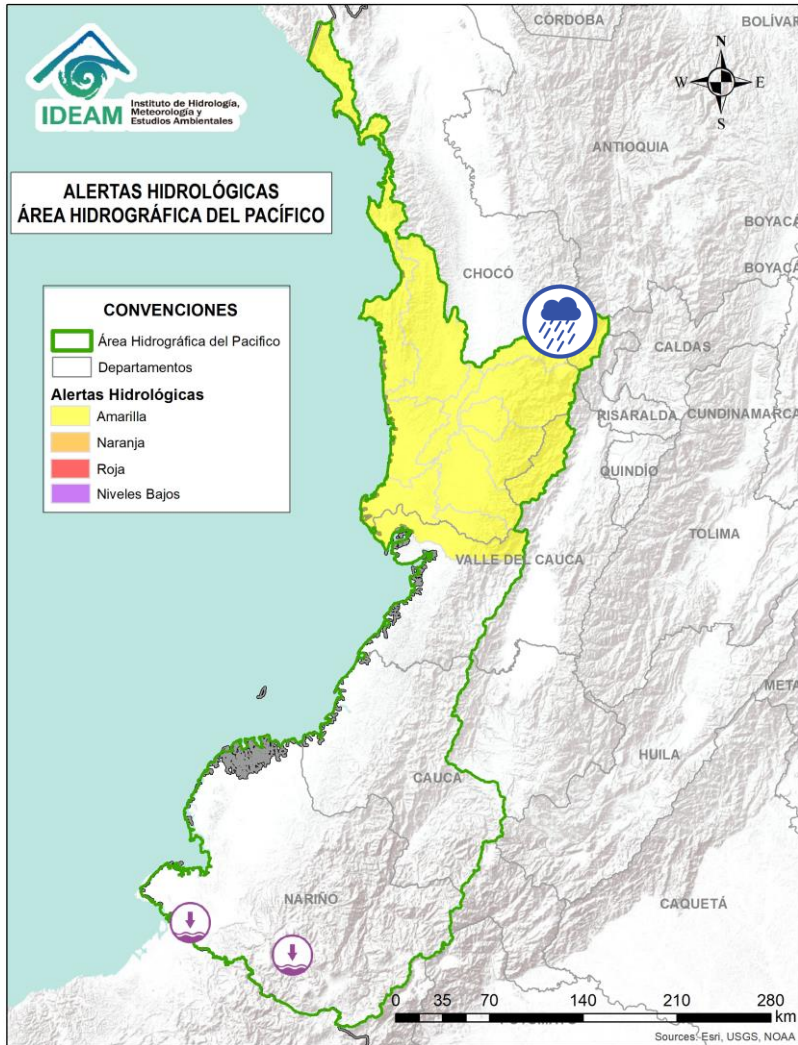 IDEAM
Instituto de Hidrología,
Meteorología y
Estudios Ambientales
ALERTAS HIDROLÓGICAS
ÁREA HIDROGRÁFICA DEL PACÍFICO
CONVENCIONES
Área Hidrográfica del Pacifico
Departamentos
Alertas Hidrológicas
Amarilla
Naranja
Roja
Niveles Bajos
N
W
E
S
CÓRDOBA
BOLÍVAR
ANTIOQUIA
BOYACÁ
CHOCÓ
BOYACÁ
CALDAS
RISARALDA
CUNDINAMARCA
QUINDÍO
TOLIMA
VALLE DEL CAUCA
META
HUILA
CAUCA
NARIÑO
CAQUETÁ
0 35 70 140 210 280
km
Sources: Esri, USGS, NOAA